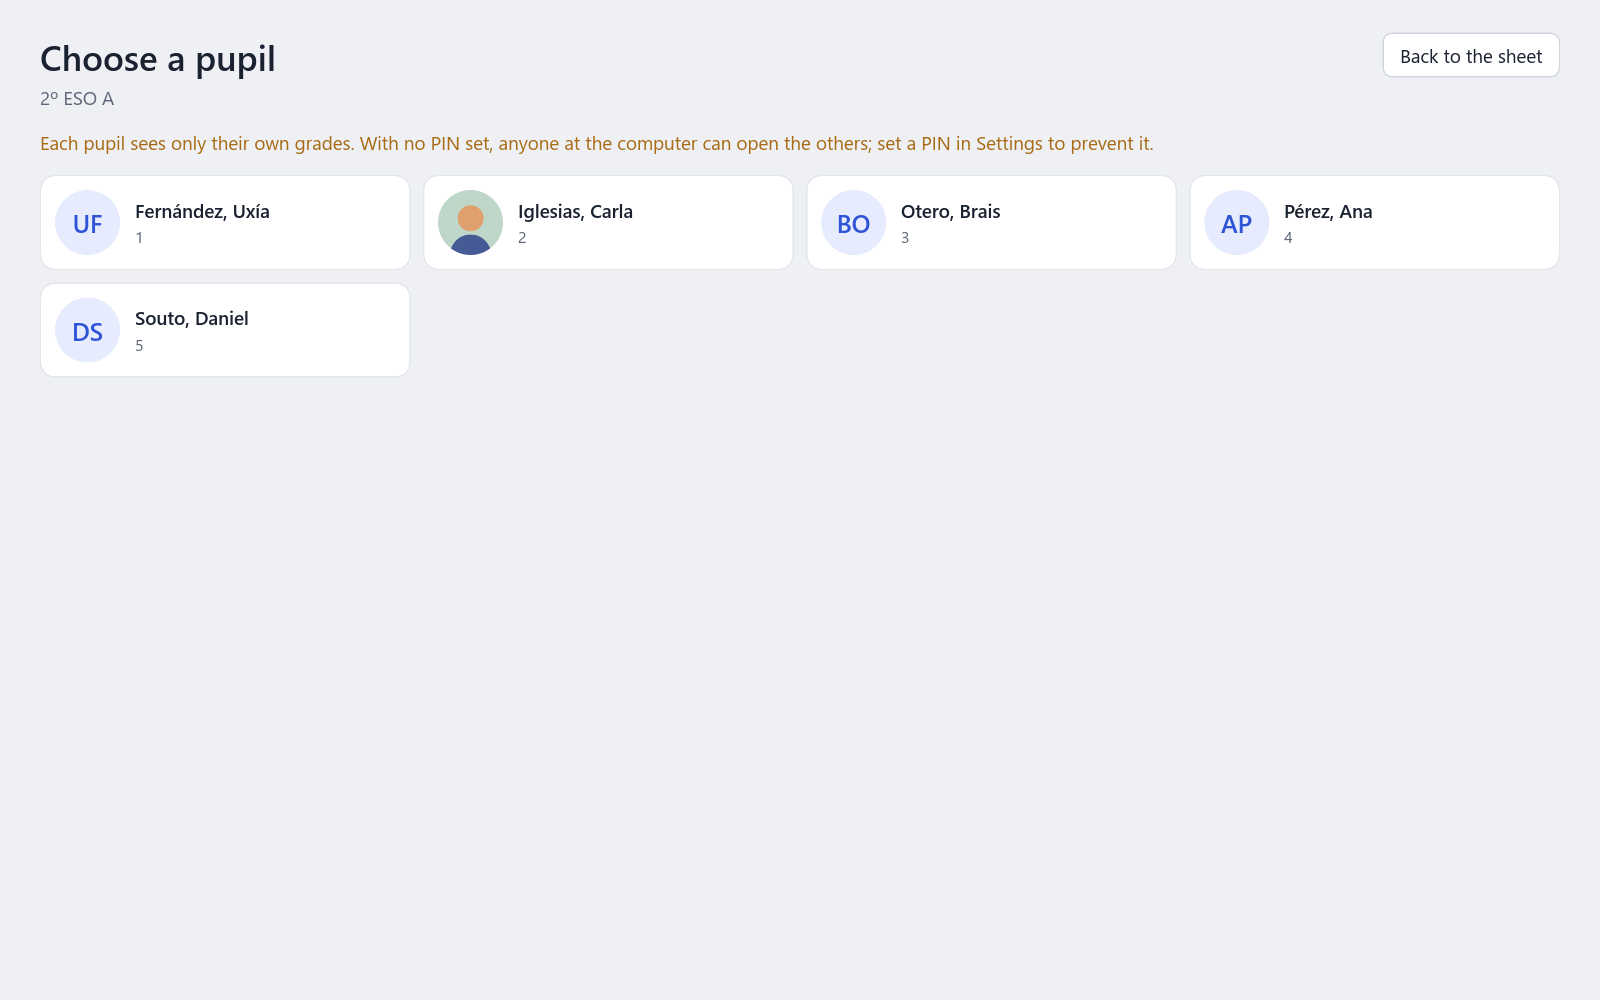 Choose a pupil
Back to the sheet
2º ESO A
Each pupil sees only their own grades. With no PIN set, anyone at the computer can open the others; set a PIN in Settings to prevent it.
UF
Fernández, Uxía
1
Iglesias, Carla
2
BO
Otero, Brais
3
AP
Pérez, Ana
4
DS
Souto, Daniel
5